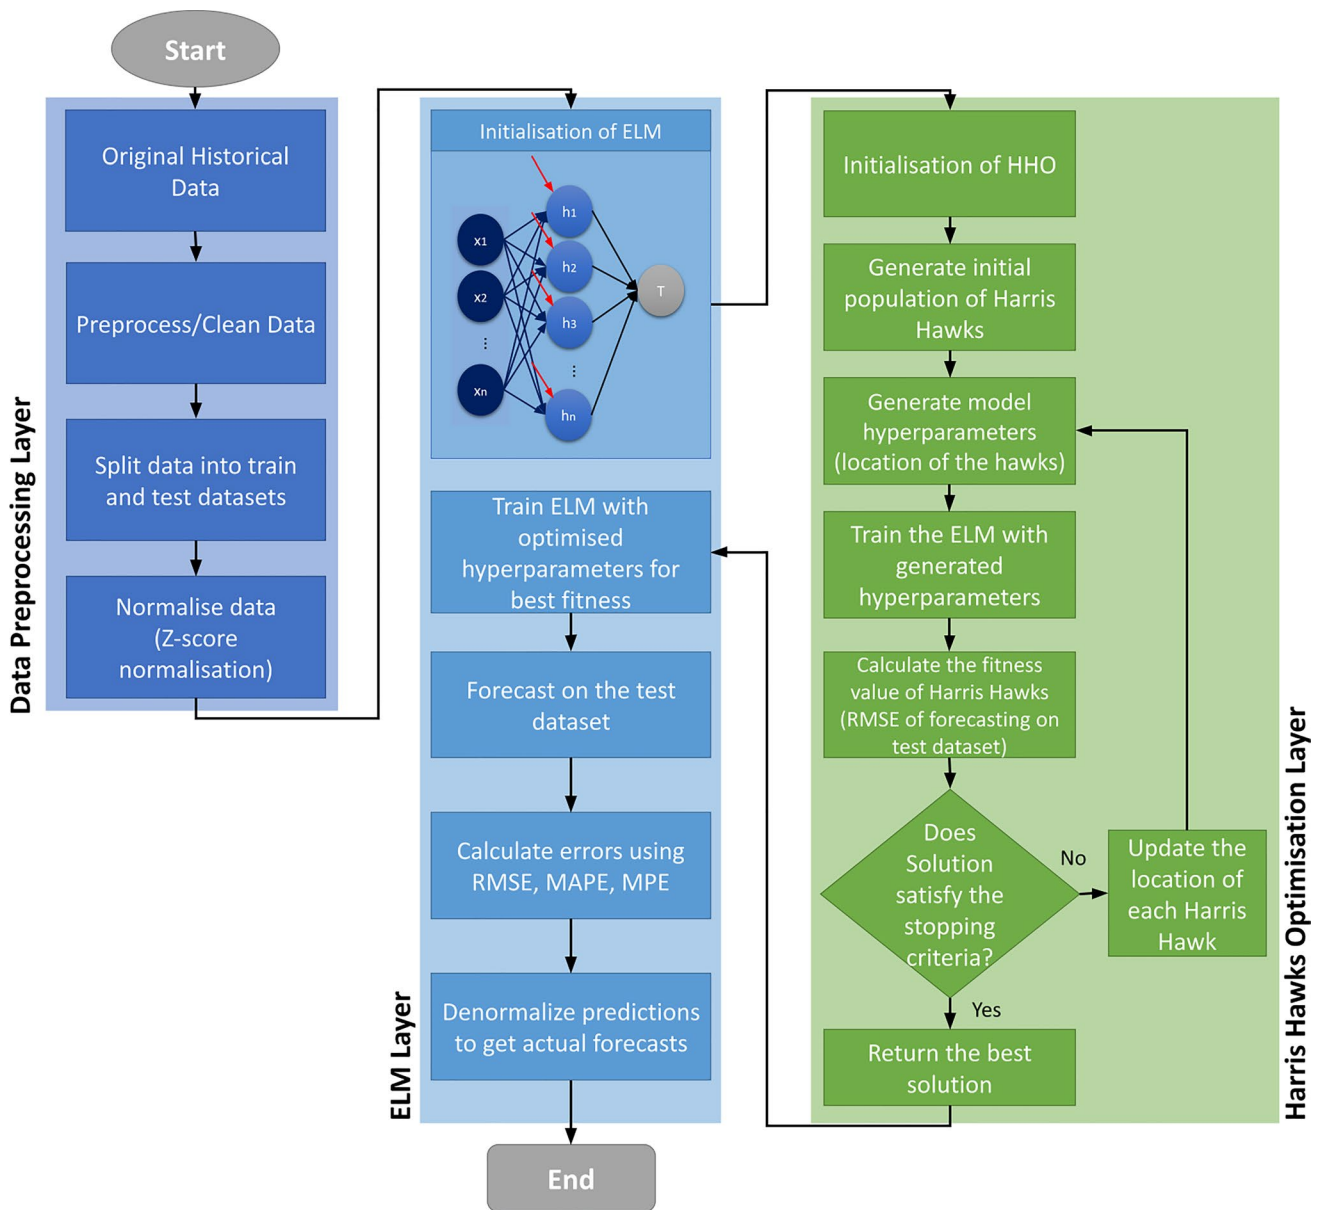 Start
Data Preprocessing Layer
Original Historical
Data
Preprocess/Clean Data
Split data into train
and test datasets
Normalise data
(Z-score
normalisation)
ELM Layer
Initialisation of ELM
x1
x2
...
xn
h1
h2
h3
...
hn
T
Train ELM with
optimised
hyperparameters for
best fitness
Forecast on the test
dataset
Calculate errors using
RMSE, MAPE, MPE
Denormalize predictions
to get actual forecasts
End
Harris Hawks Optimisation Layer
Initialisation of HHO
Generate initial
population of Harris
Hawks
Generate model
hyperparameters
(location of the hawks)
Train the ELM with
generated
hyperparameters
Calculate the fitness
value of Harris Hawks
(RMSE of forecasting on
test dataset)
Does
Solution
satisfy the
stopping
criteria?
No
Update the
location of
each Harris
Hawk
Yes
Return the best
solution